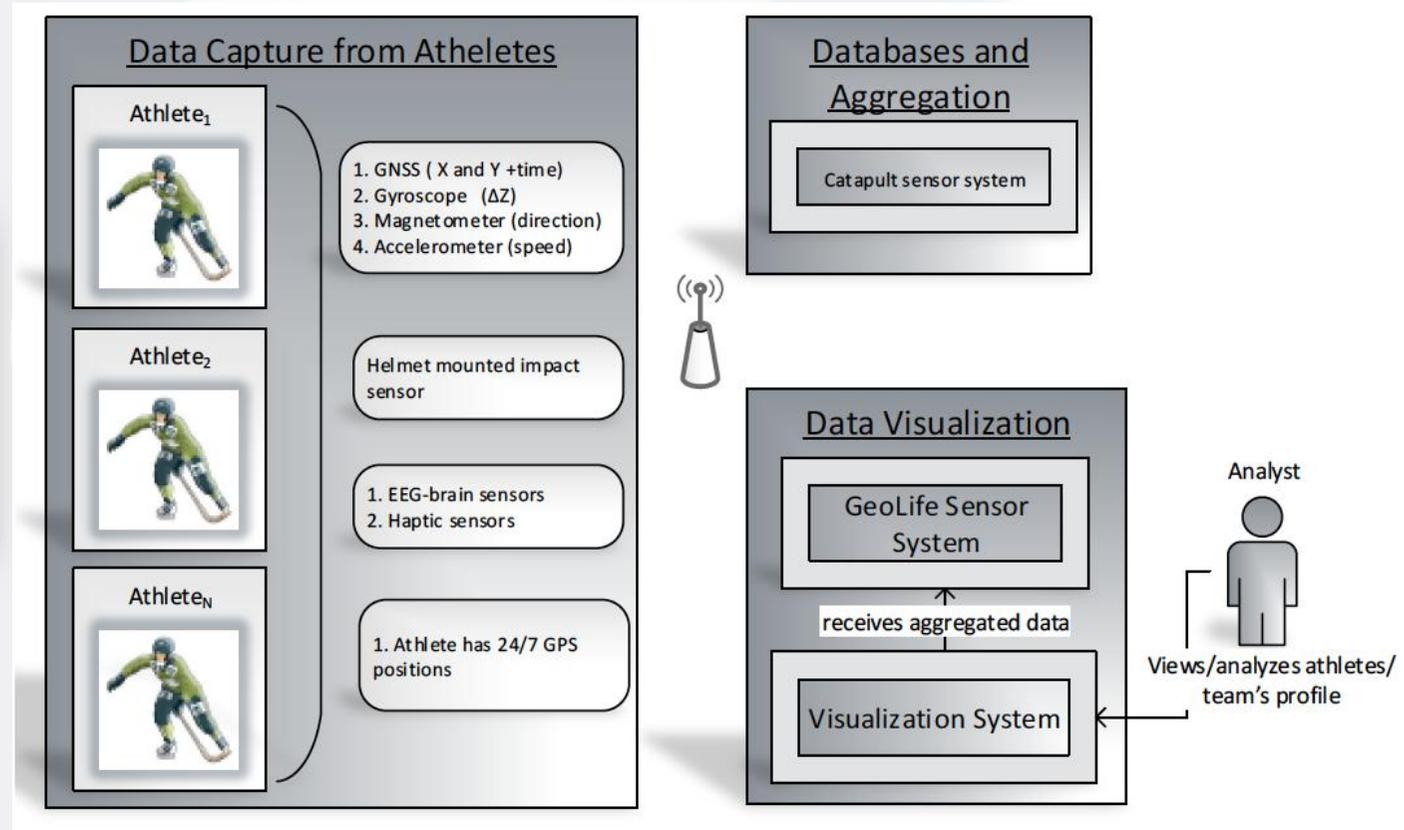 Data Capture from Atheletes
Athlete₁
1. GNSS ( X and Y +time)
2. Gyroscope (ΔZ)
3. Magnetometer (direction)
4. Accelerometer (speed)
Athlete₂
Helmet mounted impact
sensor
1. EEG-brain sensors
2. Haptic sensors
Athleteₙ
1. Athlete has 24/7 GPS
positions
Databases and
Aggregation
Catapult sensor system
Data Visualization
GeoLife Sensor
System
receives aggregated data
Visualization System
Analyst
Views/analyzes athletes/
team's profile